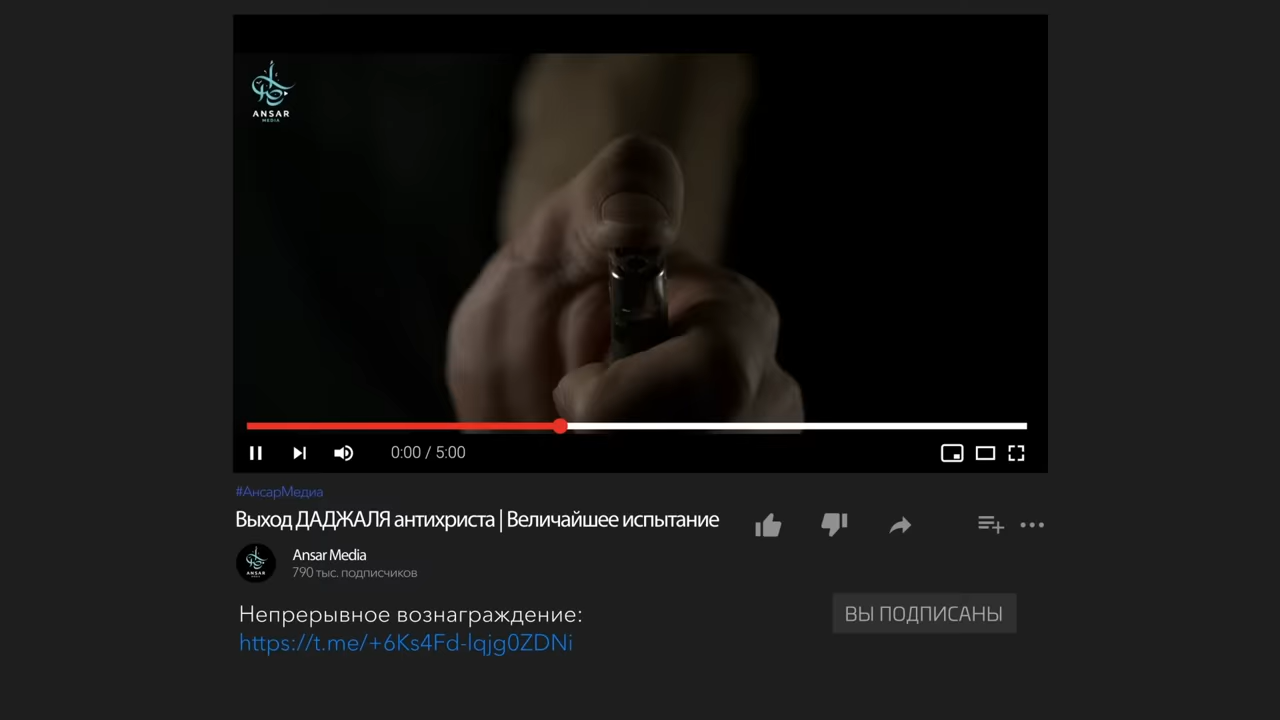 ANSAR
MEDIA
0:00 / 5:00
#АнсарМедиа
Выход ДАДЖАЛЯ антихриста | Величайшее испытание
Ansar Media
790 тыс. подписчиков
ANSAR
Непрерывное вознаграждение:
https://t.me/+6Ks4Fd-lqjg0ZDNi
ВЫ ПОДПИСАНЫ